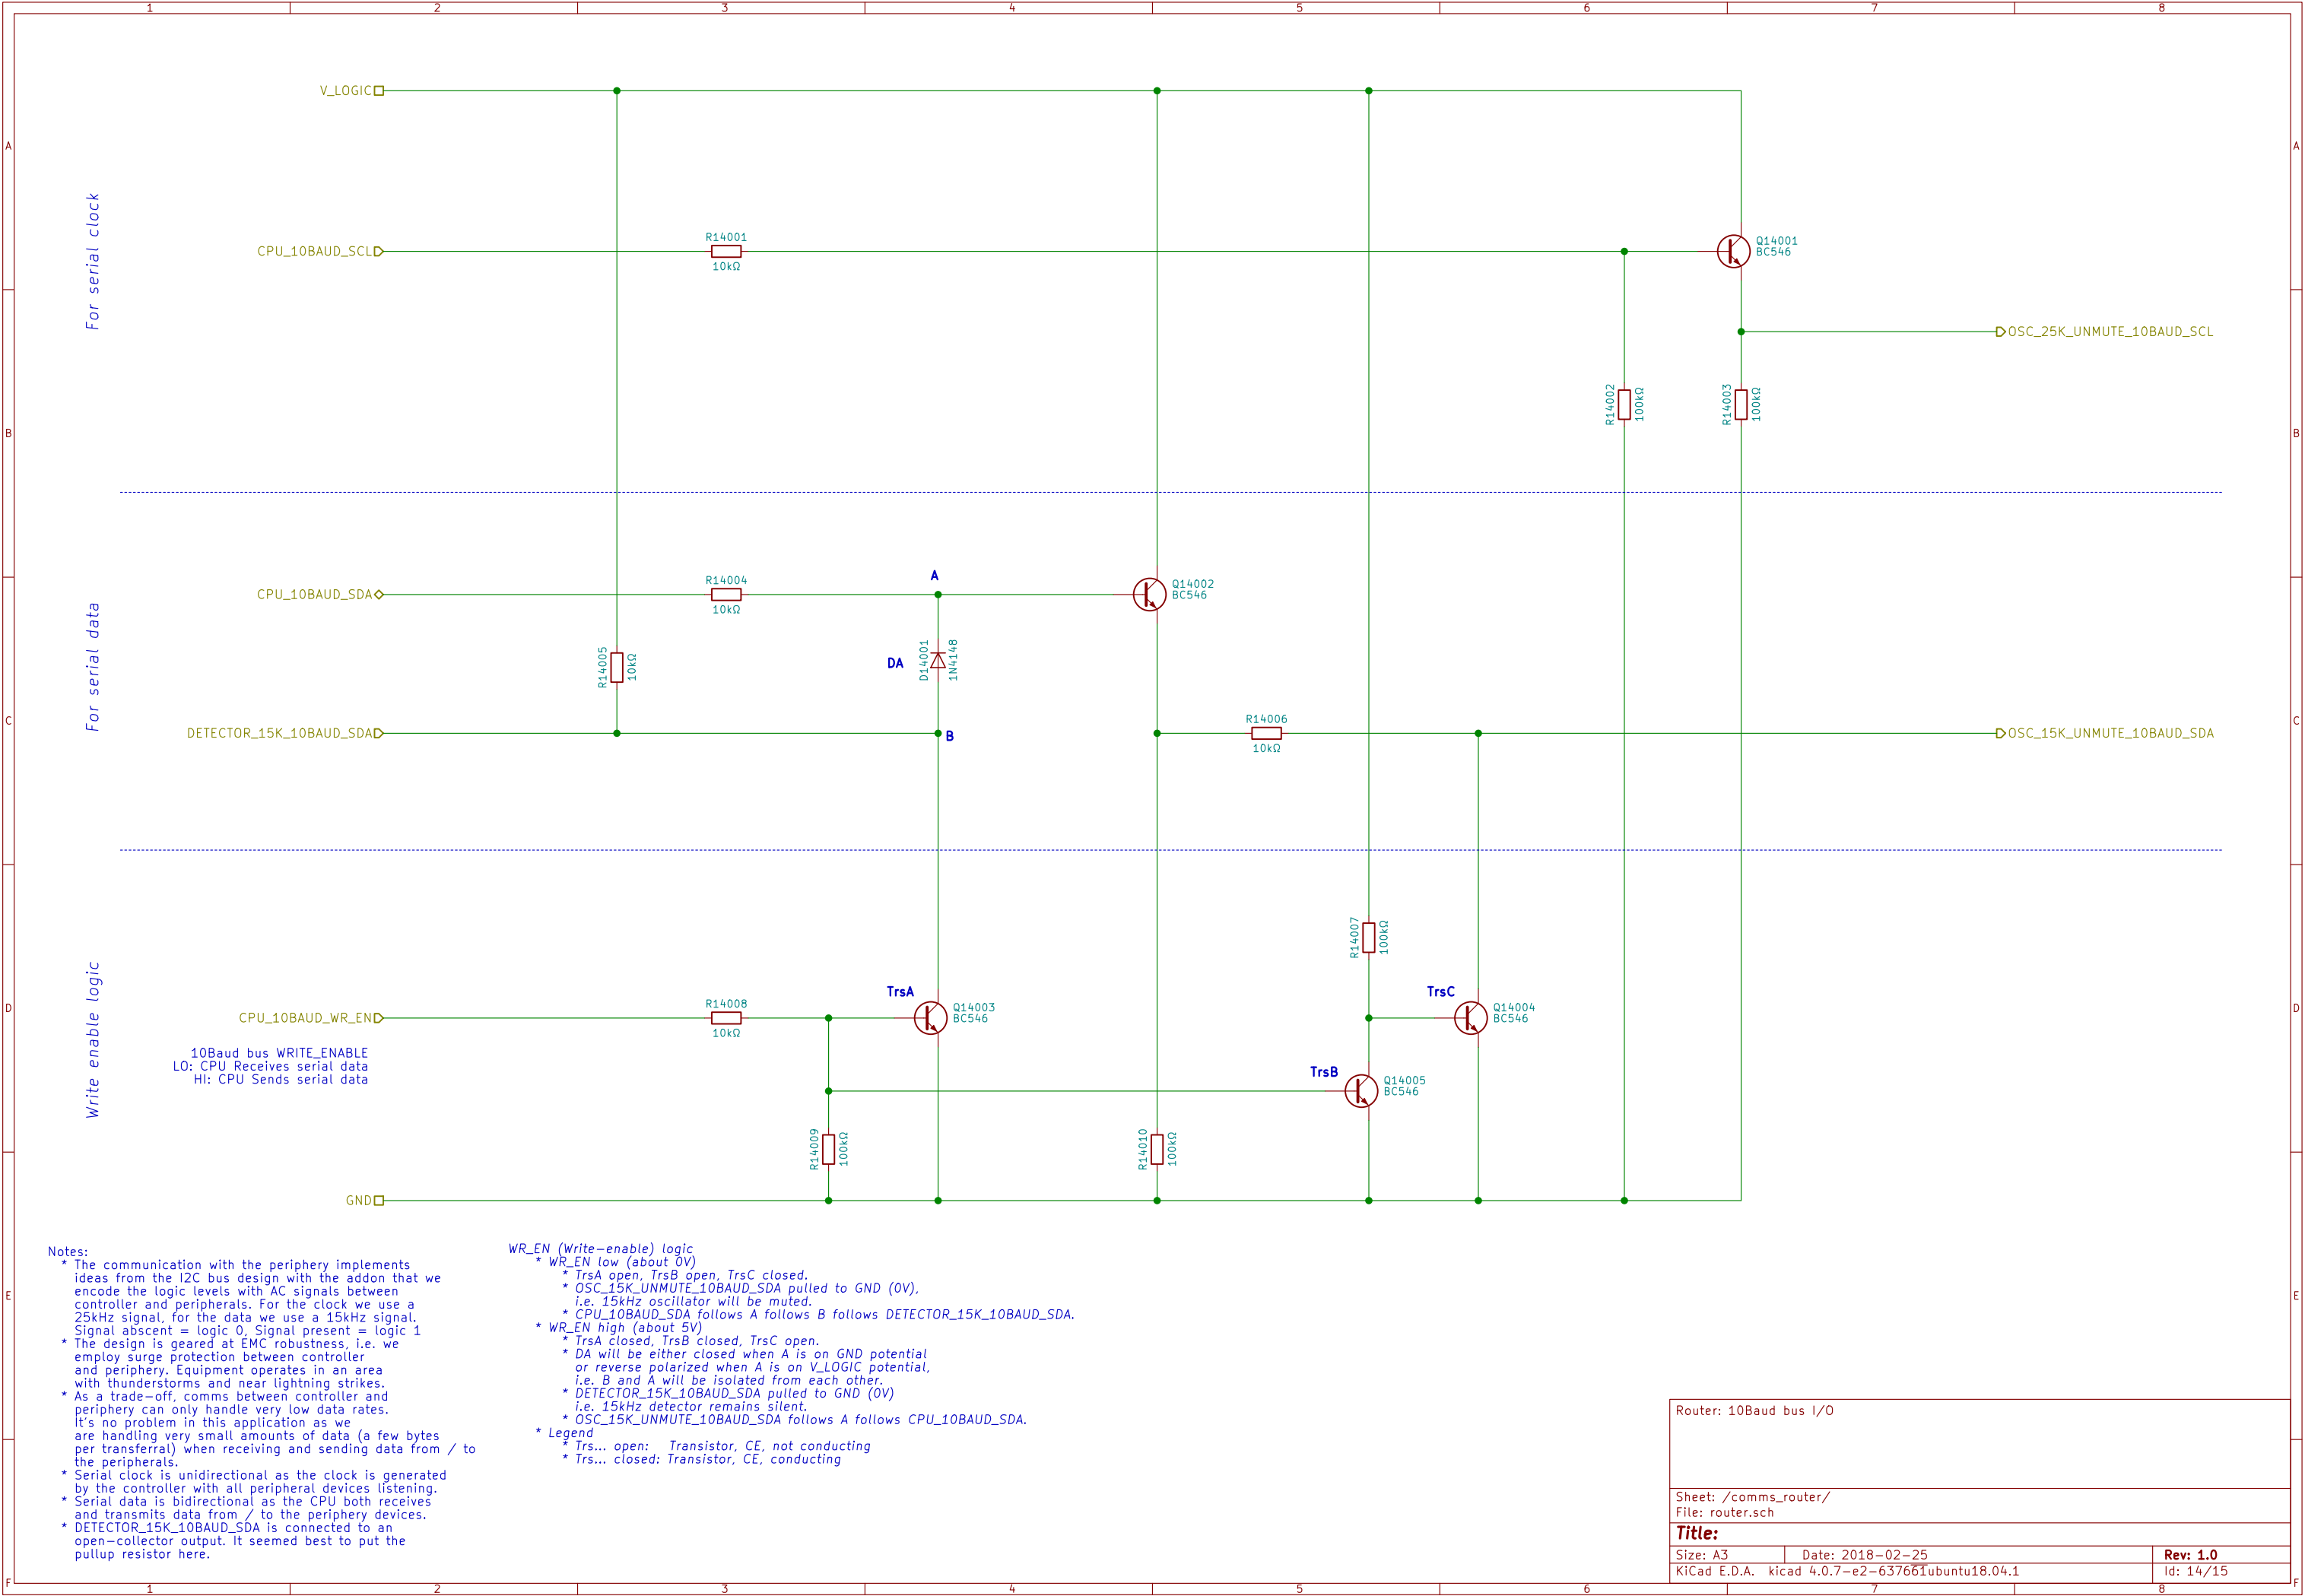 1 2 3 4 5 6 7 8
A A
B B
C C
D D
E E
F F
V_LOGIC
For serial clock
CPU_10BAUD_SCL
R14001
10kΩ
Q14001
BC546
OSC_25K_UNMUTE_10BAUD_SCL
R14002
100kΩ
R14003
100kΩ
For serial data
CPU_10BAUD_SDA
R14004
10kΩ
A
Q14002
BC546
R14005
10kΩ
DA
D14001
1N4148
DETECTOR_15K_10BAUD_SDA
B
R14006
10kΩ
OSC_15K_UNMUTE_10BAUD_SDA
Write enable logic
R14007
100kΩ
CPU_10BAUD_WR_EN
R14008
10kΩ
TrsA
Q14003
BC546
TrsC
Q14004
BC546
10Baud bus WRITE_ENABLE
LO: CPU Receives serial data
HI: CPU Sends serial data
TrsB
Q14005
BC546
R14009
100kΩ
R14010
100kΩ
GND
Notes:
* The communication with the periphery implements
ideas from the I2C bus design with the addon that we
encode the logic levels with AC signals between
controller and peripherals. For the clock we use a
25kHz signal, for the data we use a 15kHz signal.
Signal abscent = logic 0, Signal present = logic 1
* The design is geared at EMC robustness, i.e. we
employ surge protection between controller
and periphery. Equipment operates in an area
with thunderstorms and near lightning strikes.
* As a trade-off, comms between controller and
periphery can only handle very low data rates.
It's no problem in this application as we
are handling very small amounts of data (a few bytes
per transferral) when receiving and sending data from / to
the peripherals.
* Serial clock is unidirectional as the clock is generated
by the controller with all peripheral devices listening.
* Serial data is bidirectional as the CPU both receives
and transmits data from / to the periphery devices.
* DETECTOR_15K_10BAUD_SDA is connected to an
open-collector output. It seemed best to put the
pullup resistor here.
WR_EN (Write-enable) logic
* WR_EN low (about 0V)
* TrsA open, TrsB open, TrsC closed.
* OSC_15K_UNMUTE_10BAUD_SDA pulled to GND (0V),
i.e. 15kHz oscillator will be muted.
* CPU_10BAUD_SDA follows A follows B follows DETECTOR_15K_10BAUD_SDA.
* WR_EN high (about 5V)
* TrsA closed, TrsB closed, TrsC open.
* DA will be either closed when A is on GND potential
or reverse polarized when A is on V_LOGIC potential,
i.e. B and A will be isolated from each other.
* DETECTOR_15K_10BAUD_SDA pulled to GND (0V)
i.e. 15kHz detector remains silent.
* OSC_15K_UNMUTE_10BAUD_SDA follows A follows CPU_10BAUD_SDA.
* Legend
* Trs... open: Transistor, CE, not conducting
* Trs... closed: Transistor, CE, conducting
Router: 10Baud bus I/O
Sheet: /comms_router/
File: router.sch
Title:
Size: A3 Date: 2018-02-25 Rev: 1.0
KiCad E.D.A. kicad 4.0.7-e2-637661ubuntu18.04.1 Id: 14/15
1 2 3 4 5 6 7 8